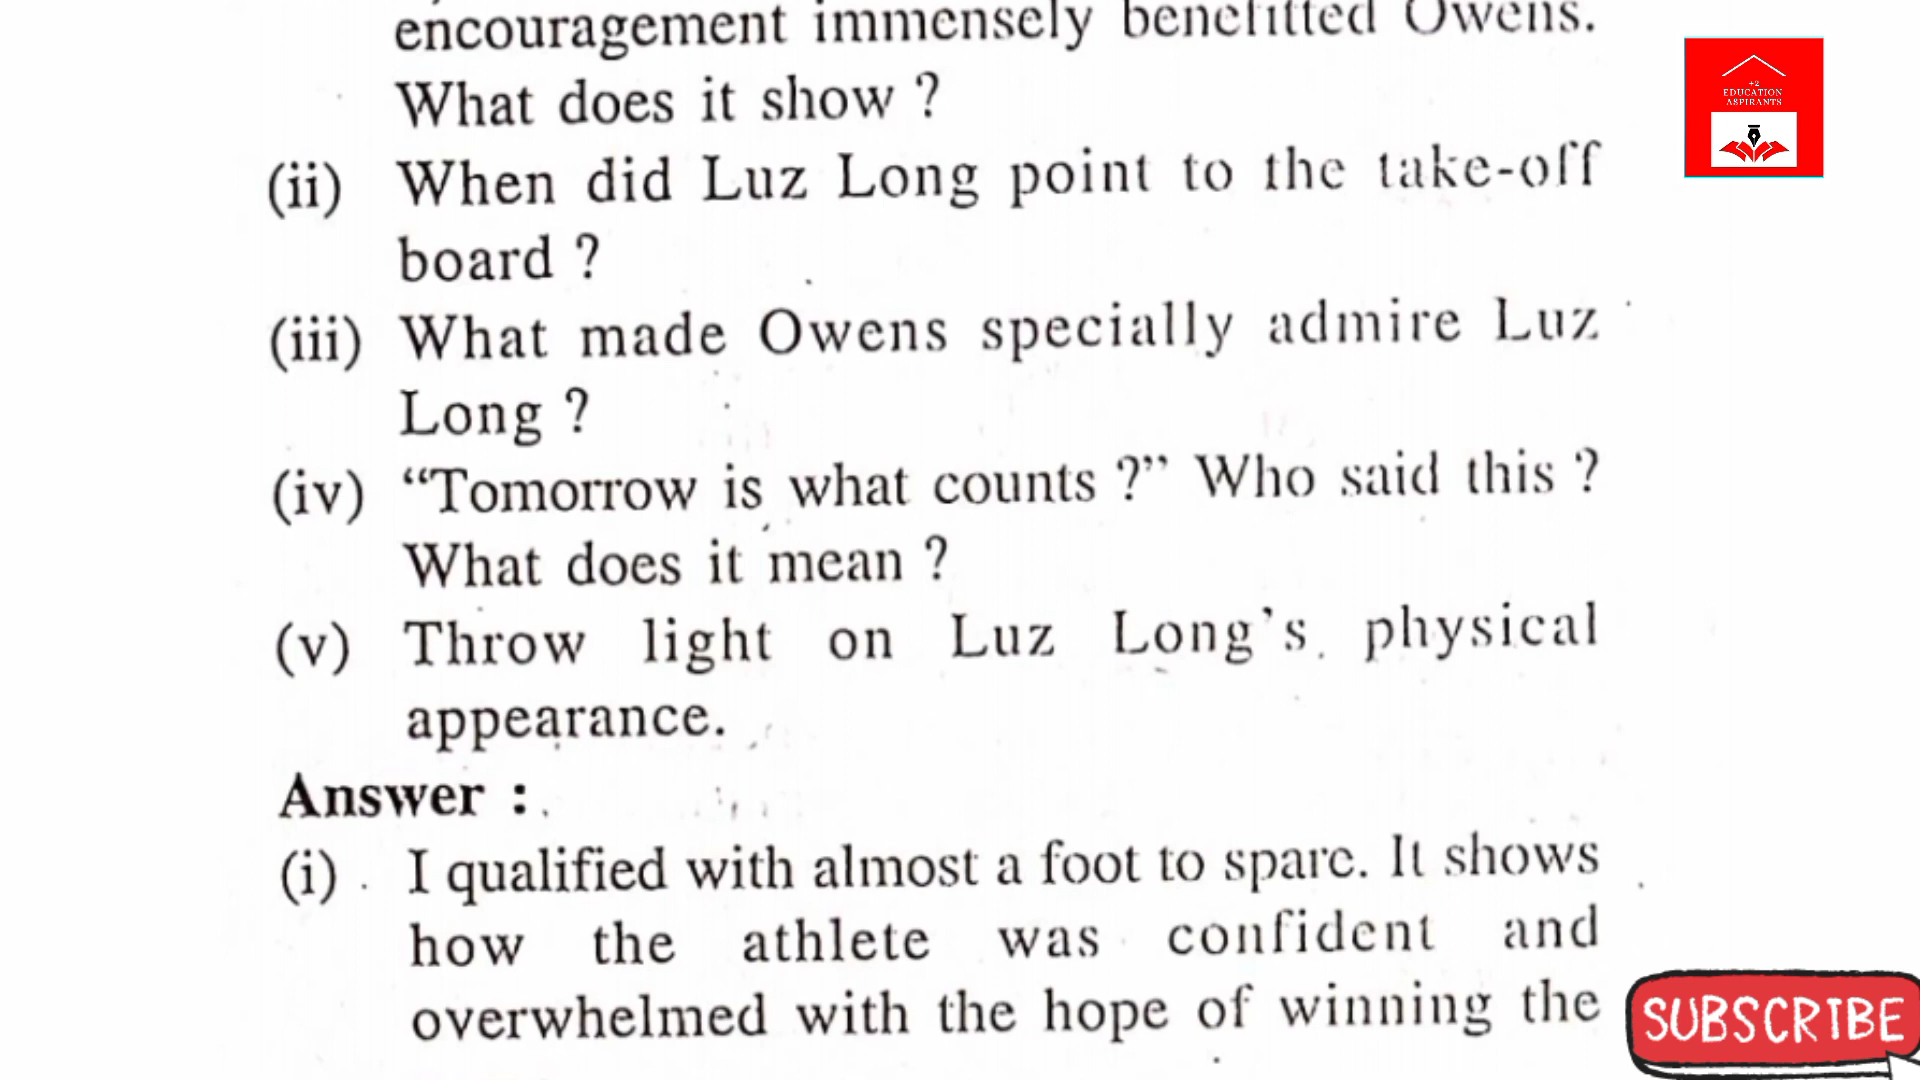 encouragement immensely benefitted Owens.
What does it show ?
(ii) When did Luz Long point to the take-off
board ?
(iii) What made Owens specially admire Luz
Long ?
(iv) “Tomorrow is what counts ?” Who said this ?
What does it mean ?
(v) Throw light on Luz Long’s physical
appearance.
Answer :
(i) I qualified with almost a foot to spare. It shows
how the athlete was confident and
overwhelmed with the hope of winning the
+2
EDUCATION
ASPIRANTS
SUBSCRIBE